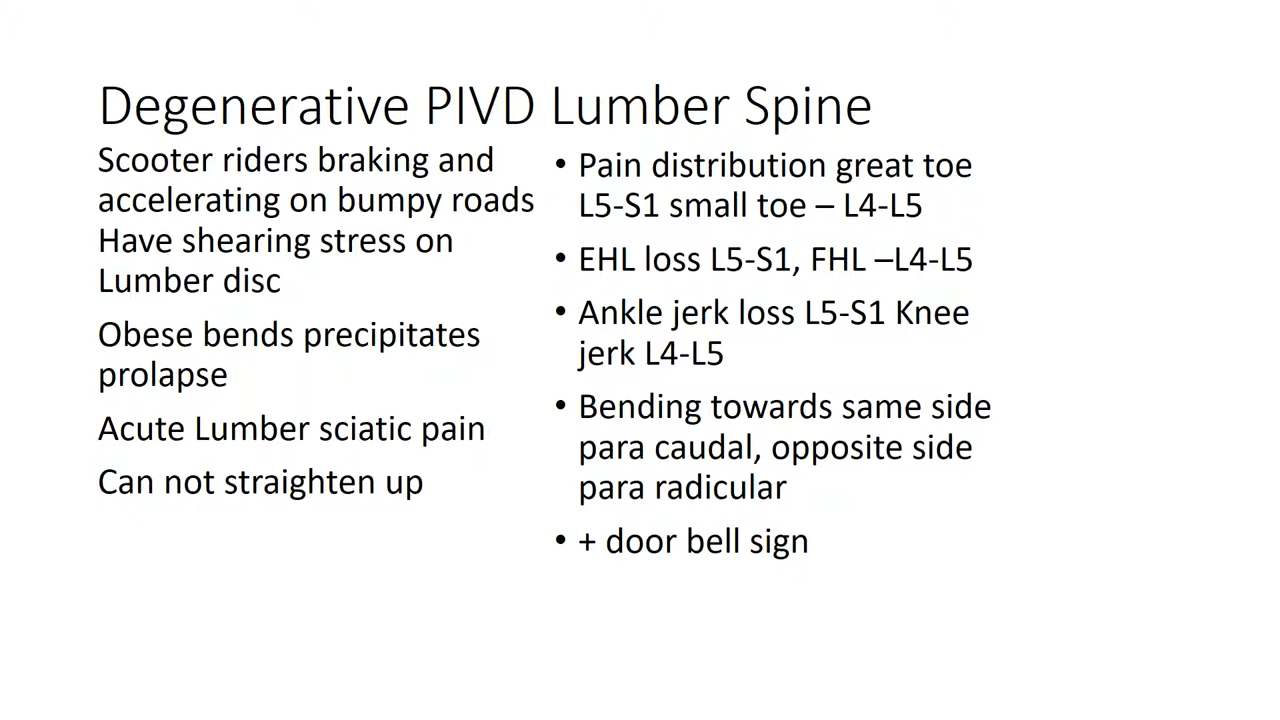 Degenerative PIVD Lumber Spine
Scooter riders braking and
accelerating on bumpy roads
Have shearing stress on
Lumber disc
Obese bends precipitates
prolapse
Acute Lumber sciatic pain
Can not straighten up
• Pain distribution great toe
L5-S1 small toe – L4-L5
• EHL loss L5-S1, FHL –L4-L5
• Ankle jerk loss L5-S1 Knee
jerk L4-L5
• Bending towards same side
para caudal, opposite side
para radicular
• + door bell sign